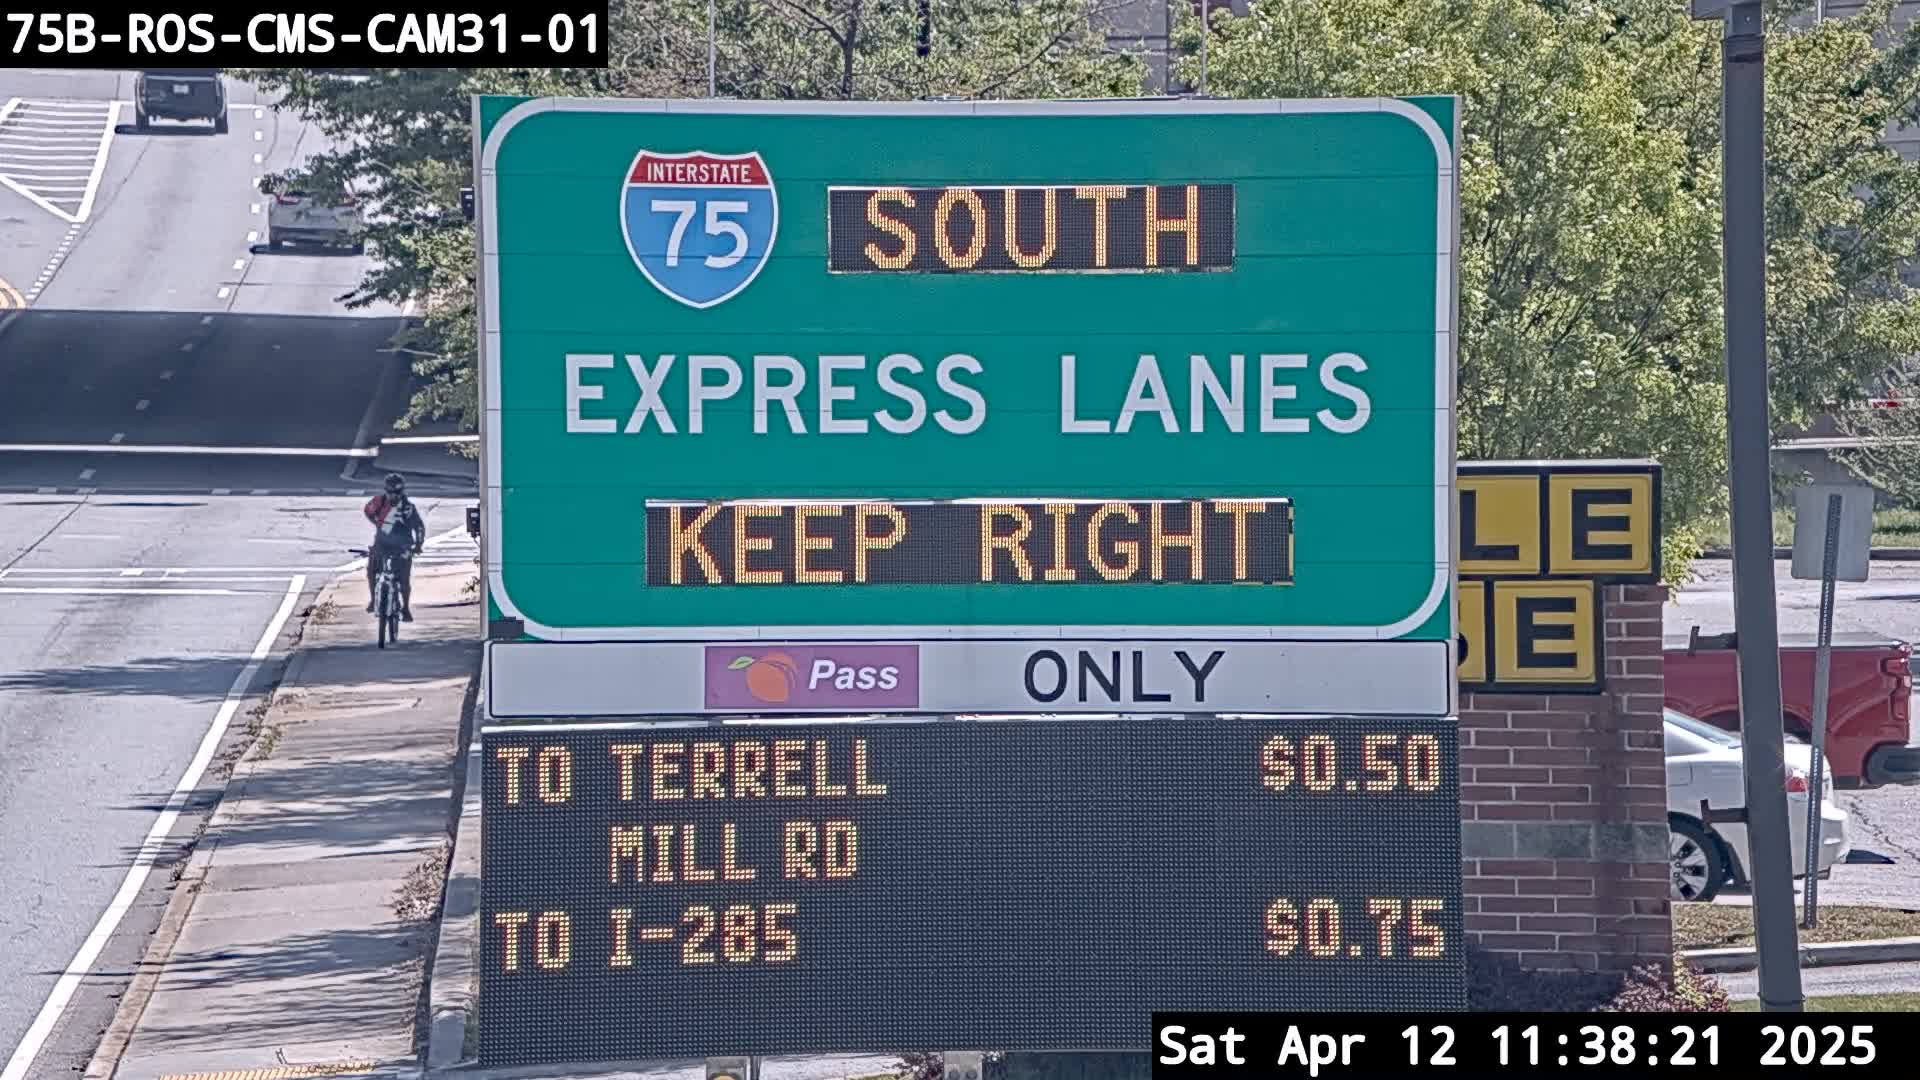 75B-ROS-CMS-CAM31-01
INTERSTATE
75
SOUTH
EXPRESS LANES
KEEP RIGHT
Pass ONLY
TO TERRELL $0.50
MILL RD
TO I-285 $0.75
LE
E
Sat Apr 12 11:38:21 2025